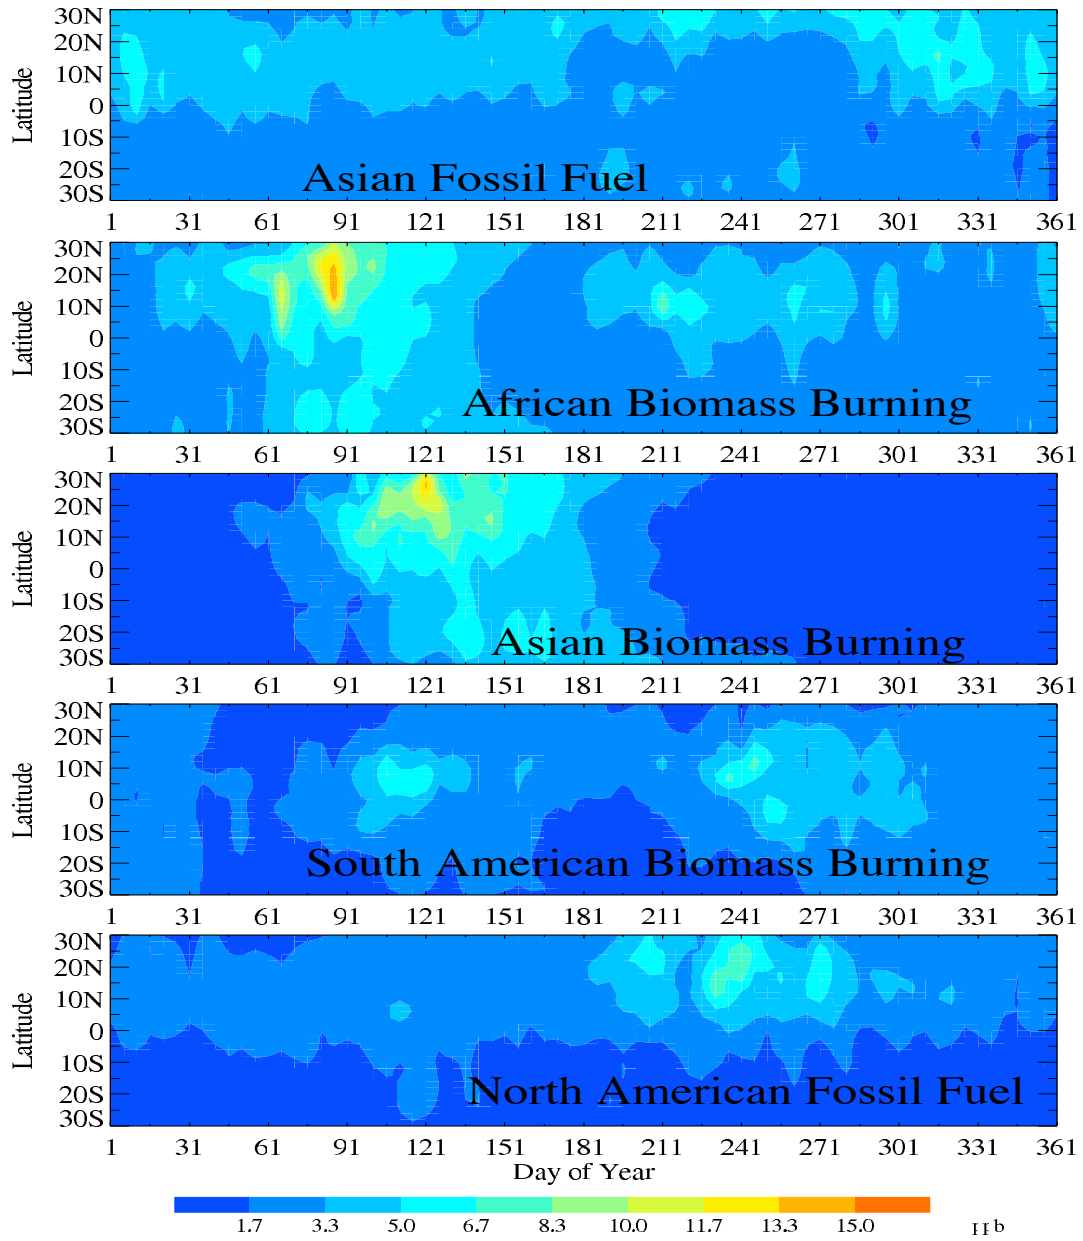 30N
20N
10N
0
10S
20S
30S
Latitude
Asian Fossil Fuel
1 31 61 91 121 151 181 211 241 271 301 331 361
30N
20N
10N
0
10S
20S
30S
Latitude
African Biomass Burning
1 31 61 91 121 151 181 211 241 271 301 331 361
30N
20N
10N
0
10S
20S
30S
Latitude
Asian Biomass Burning
1 31 61 91 121 151 181 211 241 271 301 331 361
30N
20N
10N
0
10S
20S
30S
Latitude
South American Biomass Burning
1 31 61 91 121 151 181 211 241 271 301 331 361
30N
20N
10N
0
10S
20S
30S
Latitude
North American Fossil Fuel
1 31 61 91 121 151 181 211 241 271 301 331 361
Day of Year
1.7 3.3 5.0 6.7 8.3 10.0 11.7 13.3 15.0 ppb